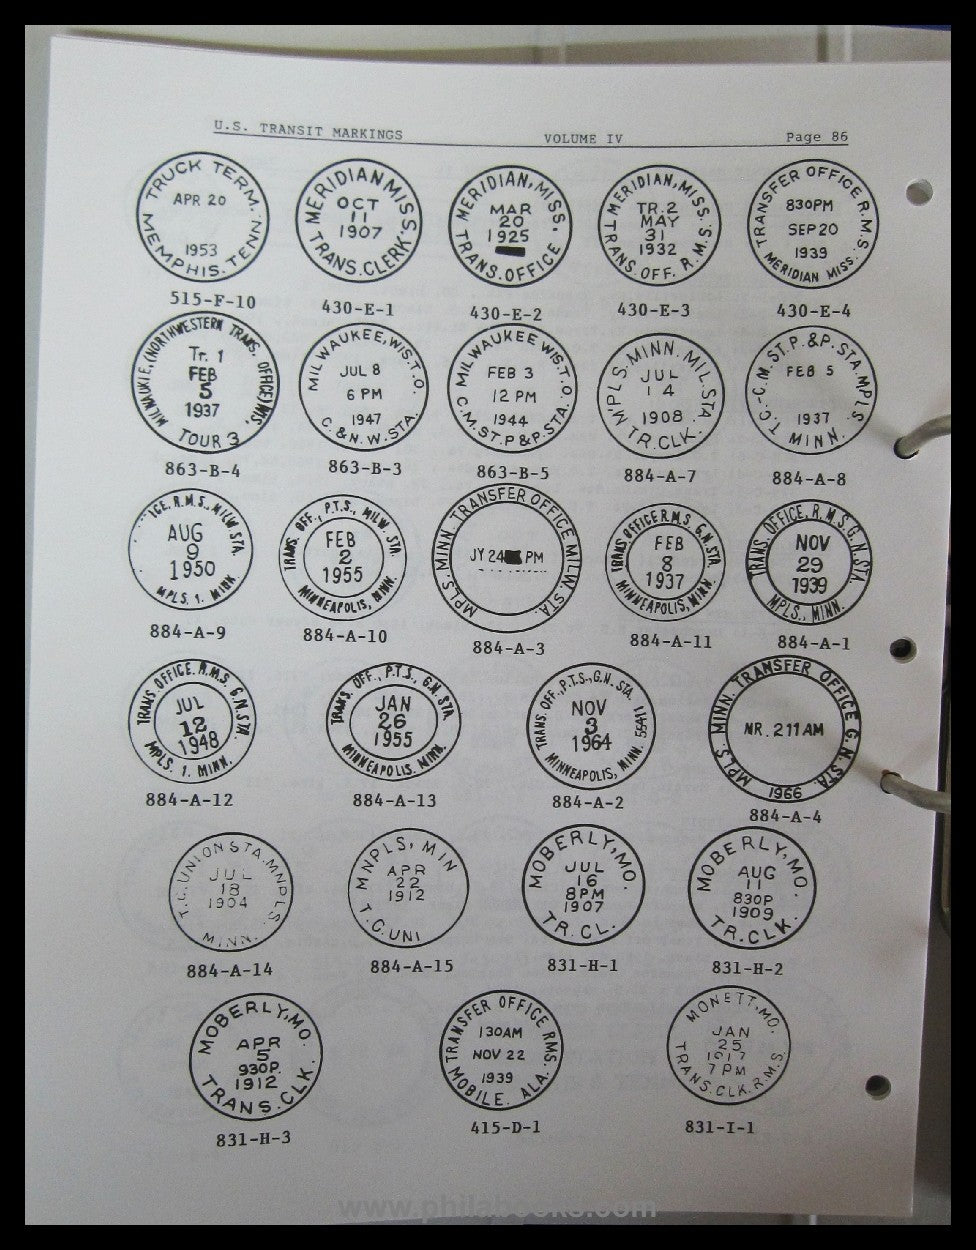 U.S. TRANSIT MARKINGS VOLUME IV Page 86
TRUCK TERM.
APR 20
1953
MEMPHIS. TENN.
515-F-10
MERIDIAN MISS.
OCT
11
1907
TRANS. CLERK.
430-E-1
MERIDIAN, MISS.
MAR
20
1925
TRANS. OFFICE
430-E-2
MERIDIAN, MISS.
TR. 2
MAY
31
1932
TRANS. OFF. R.M.S.
430-E-3
TRANSFER OFFICE R.M.S.
830PM
SEP 20
1939
MERIDIAN MISS.
430-E-4
MILWAUKIE, (NORTHWESTERN TRANS. OFFICE) WIS.
Tr. 1
FEB
5
1937
TOUR 3
863-B-4
MILWAUKEE, WIS. T.O.
JUL 8
6 PM
1947
C. & N. W. STA.
863-B-3
MILWAUKEE WIS. T.O.
FEB 3
12 PM
1944
C.M. ST. P & P. STA.
863-B-5
MPLS. MINN. MIL. STA
JUL
14
1908
TR. CLK.
884-A-7
T.C.-C.M. ST. P. & P. STA. MPLS.
FEB 5
1937
MINN.
884-A-8
ICE. R.M.S., MILW. STA.
AUG
9
1950
MPLS. 1. MINN
884-A-9
TRANS. OFF., P.T.S., MILW. STA.
FEB
2
1955
MINNEAPOLIS, MINN.
884-A-10
MPLS. MINN. TRANSFER OFFICE MILW. STA.
JY 24 PM
884-A-3
TRANS. OFFICE R.M.S. G.N. STA.
FEB
8
1937
MINNEAPOLIS, MINN.
884-A-11
TRANS. OFFICE, R.M.S. G.N. STA
NOV
29
1939
MPLS., MINN.
884-A-1
TRANS. OFFICE. R.M.S G.N. STA.
JUL
12
1948
MPLS. 1. MINN.
884-A-12
TRANS. OFF., P.T.S., G.N. STA.
JAN
26
1955
MINNEAPOLIS. MINN.
884-A-13
TRANS. OFF., P.T.S., G.N. STA. 55401
NOV
3
1964
MINNEAPOLIS, MINN.
884-A-2
MPLS. MINN. TRANSFER OFFICE G.N. STA.
MR. 2 11 AM
1966
884-A-4
T.C. UNION STA. MNPLS.
JUL
18
1904
MINN.
884-A-14
MNPLS, MIN
APR
22
1912
T.C. UNI
884-A-15
MOBERLY, MO.
JUL
16
8PM
1907
TR. CL.
831-H-1
MOBERLY, MO.
AUG
11
830P
1909
TR. CLK.
831-H-2
MOBERLY, MO.
APR
5
930P.
1912
TRANS. CLK.
831-H-3
TRANSFER OFFICE RMS.
130AM
NOV 22
1939
MOBILE. ALA.
415-D-1
MONETT, MO.
JAN
25
1917
7 PM
TRANS. CLK. R.M.S.
831-I-1
www.philabooks.com